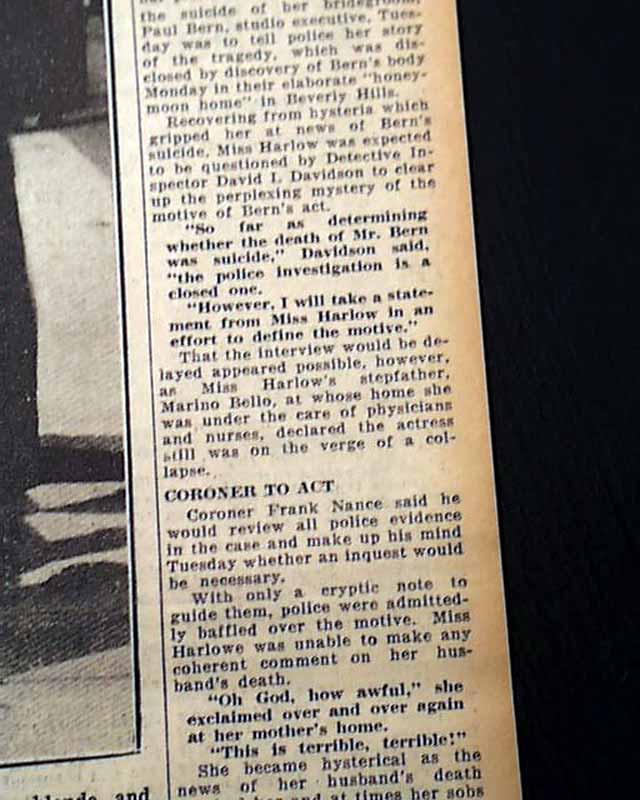 the suicide of her bridegroom,
Paul Bern, studio executive, Tues-
day was to tell police her story
of the tragedy, which was dis-
closed by discovery of Bern's body
Monday in their elaborate "honey-
moon home" in Beverly Hills.
Recovering from hysteria which
gripped her at news of Bern's
suicide, Miss Harlow was expected
to be questioned by Detective In-
spector David I. Davidson to clear
up the perplexing mystery of the
motive of Bern's act.
"So far as determining
whether the death of Mr. Bern
was suicide," Davidson said,
"the police investigation is a
closed one.
"However, I will take a state-
ment from Miss Harlow in an
effort to define the motive."
That the interview would be de-
layed appeared possible, however,
as Miss Harlow's stepfather,
Marino Bello, at whose home she
was under the care of physicians
and nurses, declared the actress
still was on the verge of a col-
lapse.
CORONER TO ACT
Coroner Frank Nance said he
would review all police evidence
in the case and make up his mind
Tuesday whether an inquest would
be necessary.
With only a cryptic note to
guide them, police were admitted-
ly baffled over the motive. Miss
Harlowe was unable to make any
coherent comment on her hus-
band's death.
"Oh God, how awful," she
exclaimed over and over again
at her mother's home.
"This is terrible, terrible!"
She became hysterical as the
news of her husband's death
and at times her sobs
and